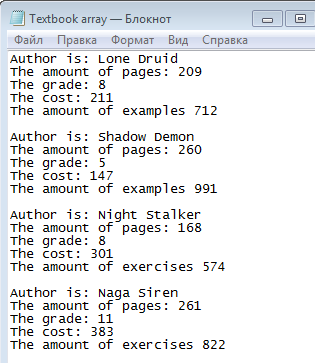 Textbook array — Блокнот
Файл Правка Формат Вид Справка
Author is: Lone Druid
The amount of pages: 209
The grade: 8
The cost: 211
The amount of examples 712
Author is: Shadow Demon
The amount of pages: 260
The grade: 5
The cost: 147
The amount of examples 991
Author is: Night Stalker
The amount of pages: 168
The grade: 8
The cost: 301
The amount of exercises 574
Author is: Naga Siren
The amount of pages: 261
The grade: 11
The cost: 383
The amount of exercises 822